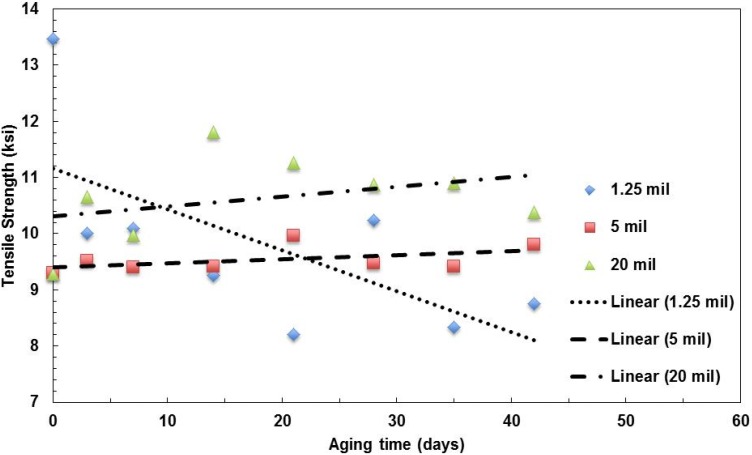 14
13
12
11
10
9
8
7
Tensile Strength (ksi)
0
10
20
30
40
50
60
Aging time (days)
1.25 mil
5 mil
20 mil
Linear (1.25 mil)
Linear (5 mil)
Linear (20 mil)